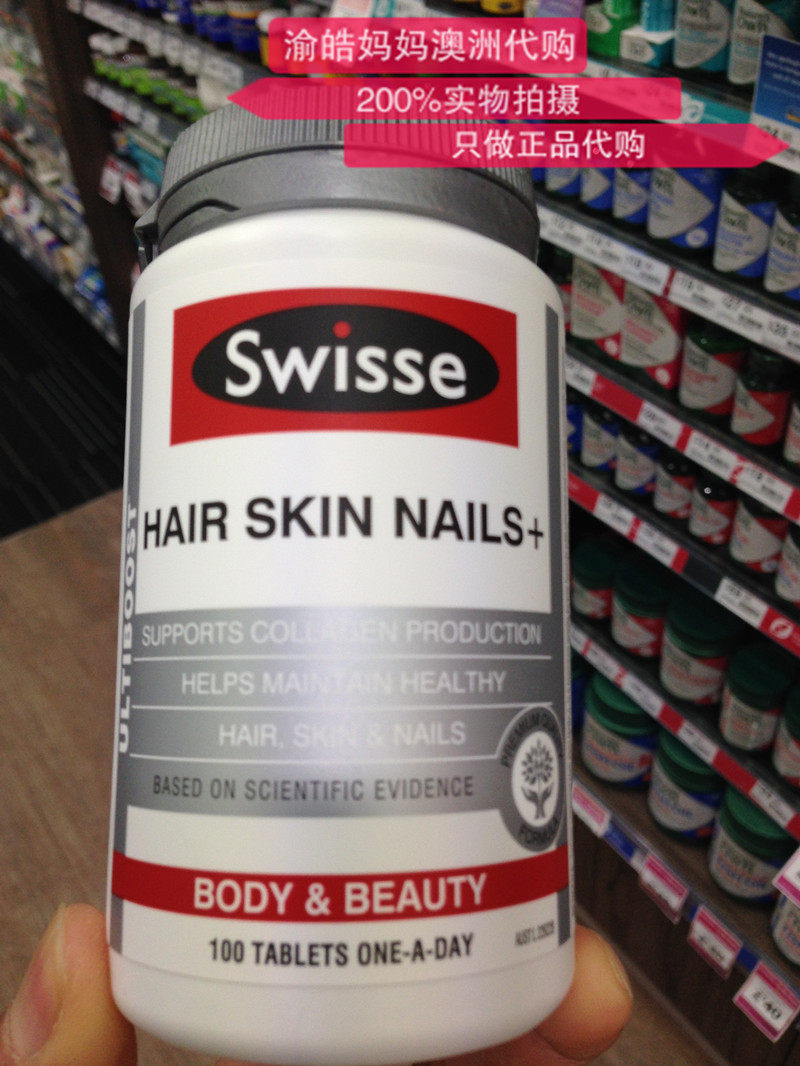 渝皓妈妈澳洲代购
200%实物拍摄
只做正品代购
Swisse
HAIR SKIN NAILS+
ULTIBOOST
SUPPORTS COLLAGEN PRODUCTION
HELPS MAINTAIN HEALTHY
HAIR, SKIN & NAILS
BASED ON SCIENTIFIC EVIDENCE
PREMIUM
FORMULA
BODY & BEAUTY
100 TABLETS ONE-A-DAY